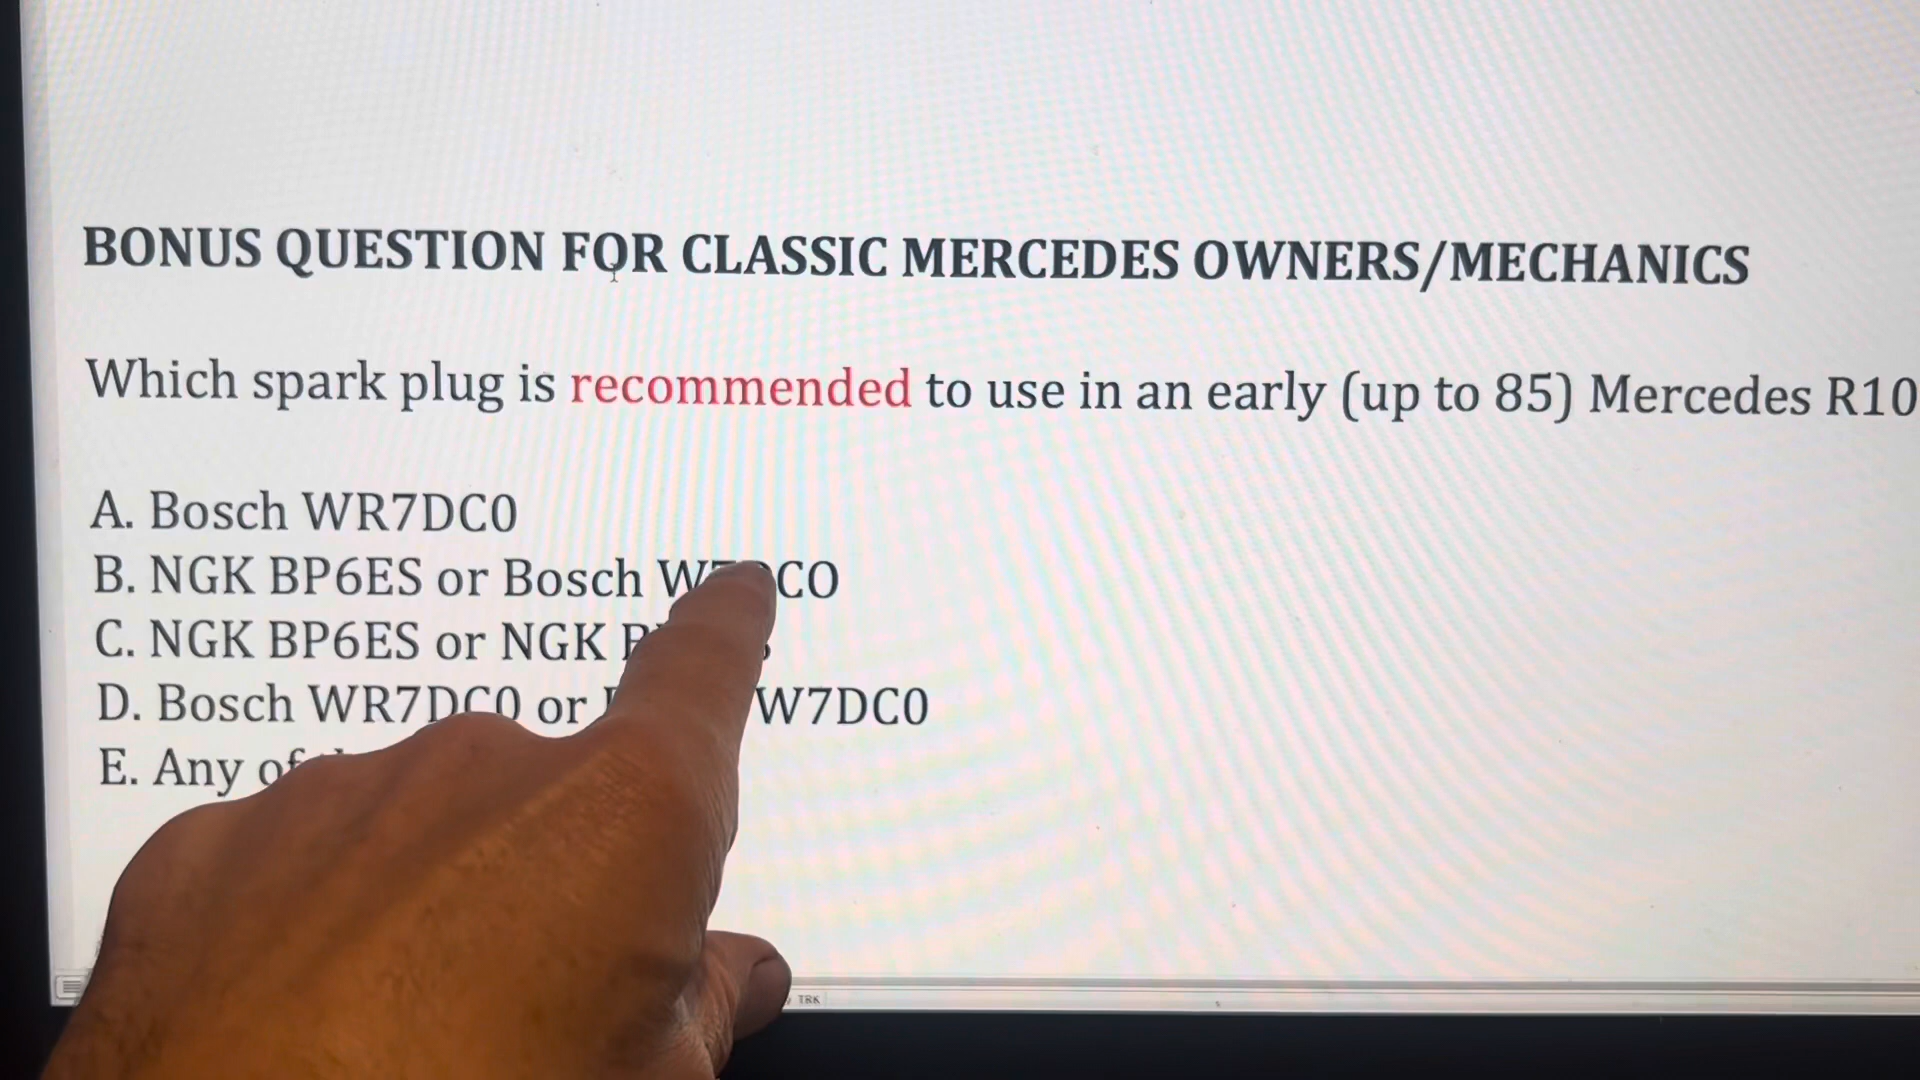 BONUS QUESTION FOR CLASSIC MERCEDES OWNERS/MECHANICS
Which spark plug is recommended to use in an early (up to 85) Mercedes R10
A. Bosch WR7DC0
B. NGK BP6ES or Bosch
C. NGK BP6ES or NGK
D. Bosch WR7DC0 or W7DC0
E. Any of
TRK